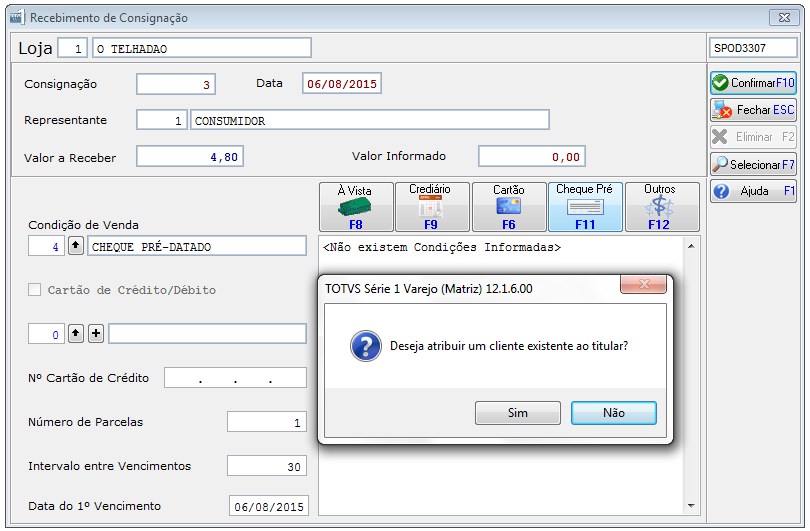 Recebimento de Consignação
Loja 1 O TELHADAO
SPOD3307
Consignação 3 Data 06/08/2015
Representante 1 CONSUMIDOR
Valor a Receber 4,80 Valor Informado 0,00
Confirmar F10
Fechar ESC
Eliminar F2
Selecionar F7
Ajuda F1
À Vista F8
Crediário F9
Cartão F6
Cheque Pré F11
Outros F12
Condição de Venda
4 CHEQUE PRÉ-DATADO
<Não existem Condições Informadas>
Cartão de Crédito/Débito
0
Nº Cartão de Crédito . . .
Número de Parcelas 1
Intervalo entre Vencimentos 30
Data do 1º Vencimento 06/08/2015
TOTVS Série 1 Varejo (Matriz) 12.1.6.00
Deseja atribuir um cliente existente ao titular?
Sim
Não